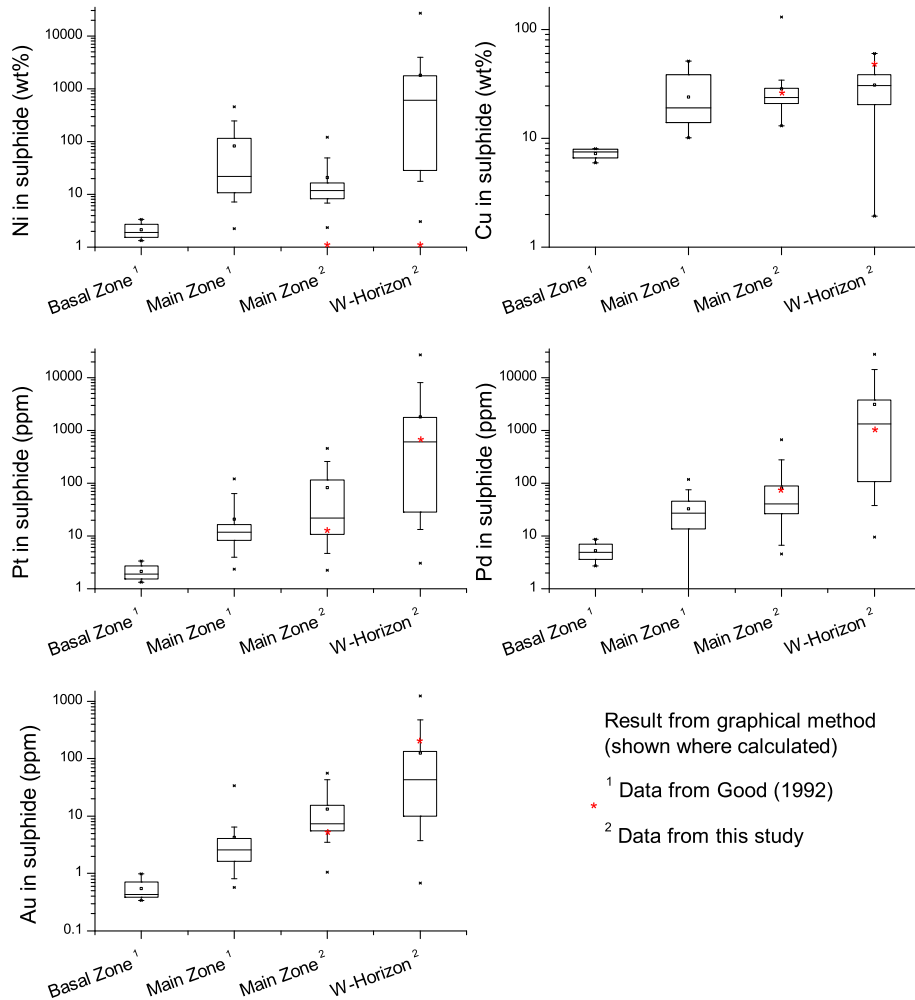 Ni in sulphide (wt%)
10000
1000
100
10
1
Basal Zone 1
Main Zone 1
Main Zone 2
W-Horizon 2
Cu in sulphide (wt%)
100
10
1
Basal Zone 1
Main Zone 1
Main Zone 2
W-Horizon 2
Pt in sulphide (ppm)
10000
1000
100
10
1
Basal Zone 1
Main Zone 1
Main Zone 2
W-Horizon 2
Pd in sulphide (ppm)
10000
1000
100
10
1
Basal Zone 1
Main Zone 1
Main Zone 2
W-Horizon 2
Au in sulphide (ppm)
1000
100
10
1
0.1
Basal Zone 1
Main Zone 1
Main Zone 2
W-Horizon 2
Result from graphical method
(shown where calculated)
1 Data from Good (1992)
*
2 Data from this study